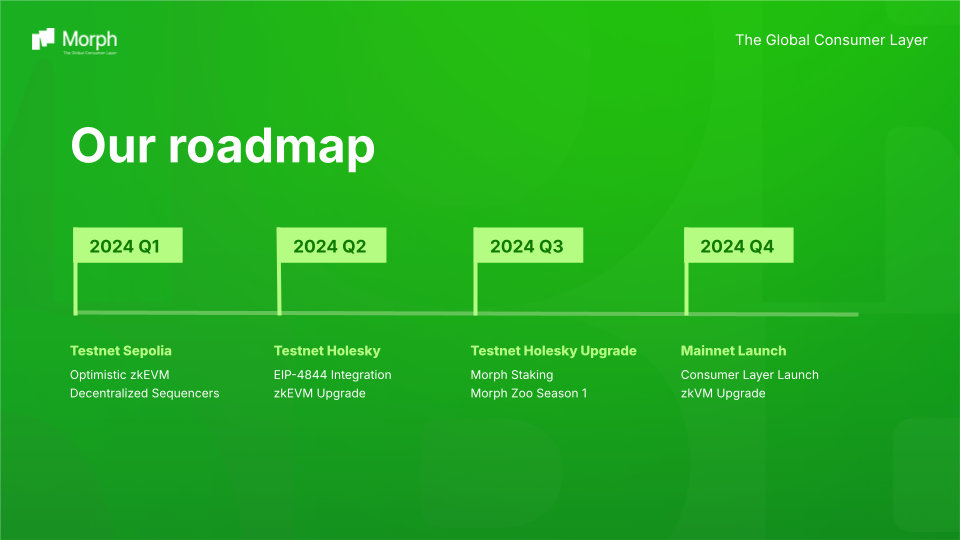 Morph
The Global Consumer Layer
The Global Consumer Layer
Our roadmap
2024 Q1
2024 Q2
2024 Q3
2024 Q4
Testnet Sepolia
Optimistic zkEVM
Decentralized Sequencers
Testnet Holesky
EIP-4844 Integration
zkEVM Upgrade
Testnet Holesky Upgrade
Morph Staking
Morph Zoo Season 1
Mainnet Launch
Consumer Layer Launch
zkVM Upgrade